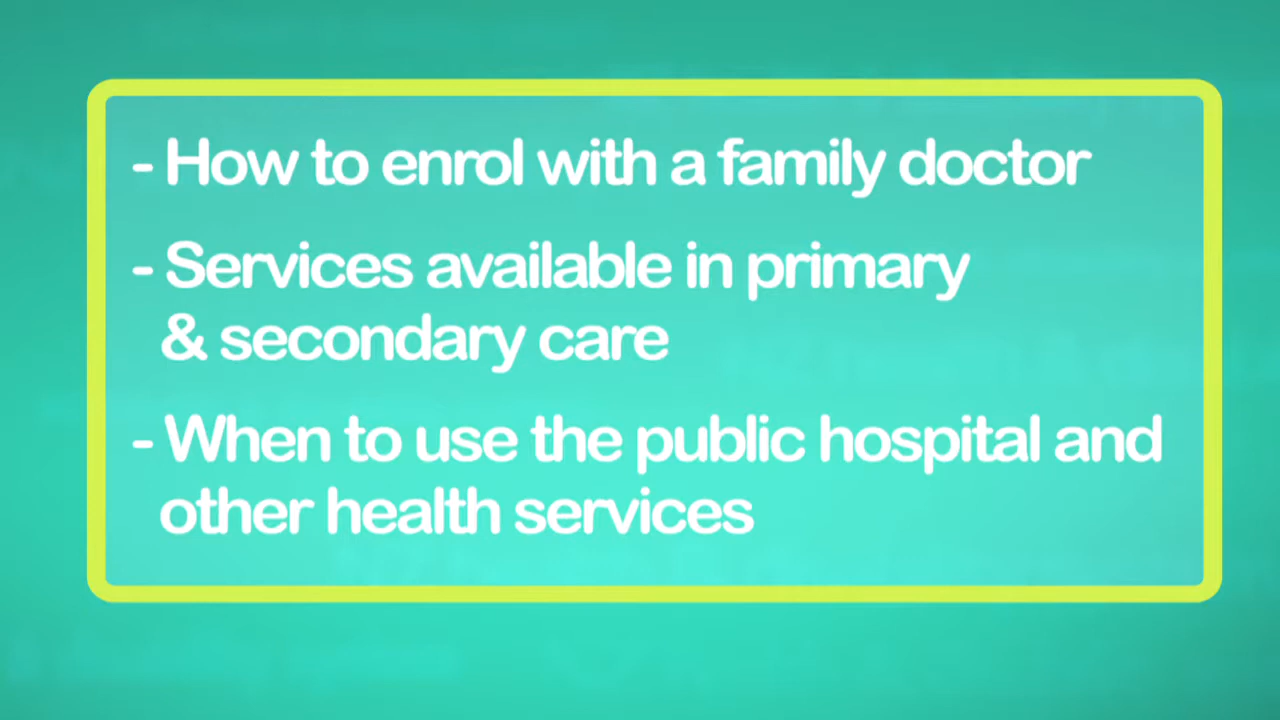 - How to enrol with a family doctor
- Services available in primary
& secondary care
- When to use the public hospital and
other health services